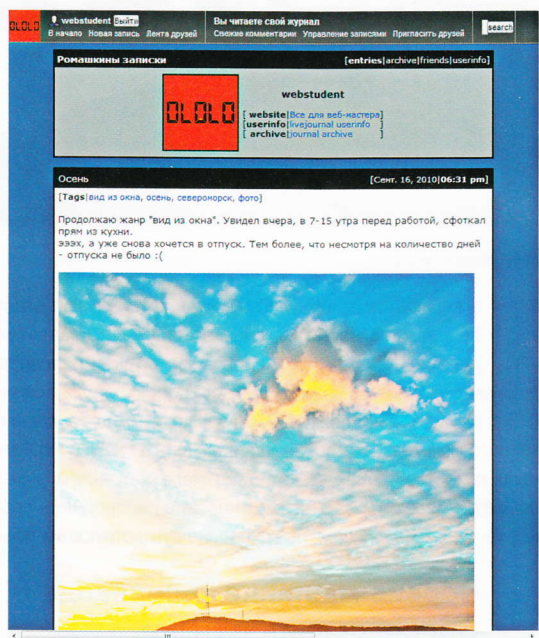 OLOLO
webstudent Выйти
Вы читаете свой журнал
search
В начало Новая запись Лента друзей
Свежие комментарии Управление записями Пригласить друзей
Ромашкины записки
[entries|archive|friends|userinfo]
OLOLO
webstudent
[ website|Все для веб-мастера]
[userinfo|livejournal userinfo ]
[ archive|journal archive ]
Осень
[Сент. 16, 2010|06:31 pm]
[Tags|вид из окна, осень, североморск, фото]
Продолжаю жанр "вид из окна". Увидел вчера, в 7-15 утра перед работой, сфоткал
прям из кухни.
эээх, а уже снова хочется в отпуск. Тем более, что несмотря на количество дней
- отпуска не было :(